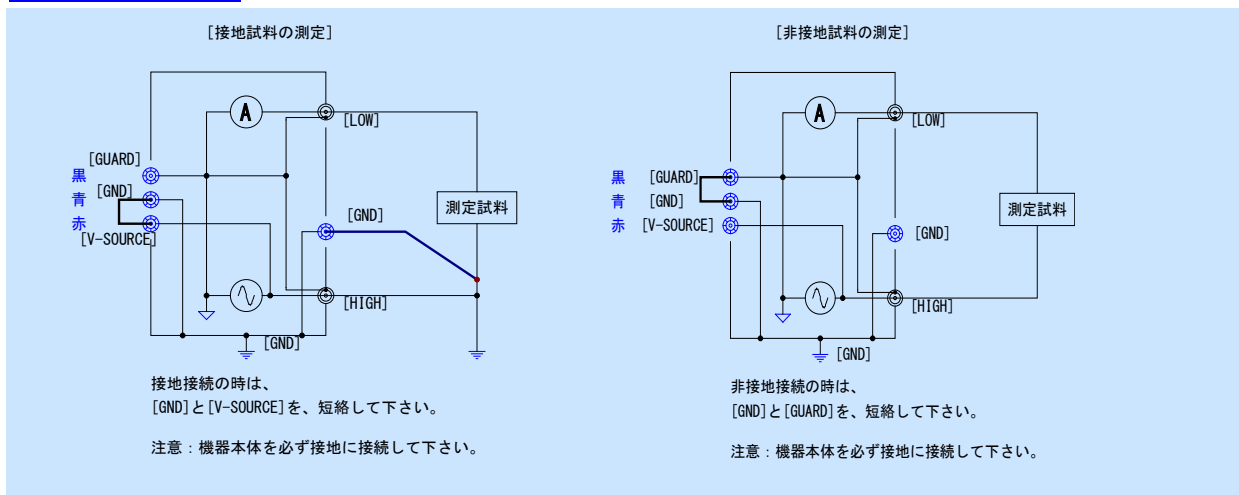 [接地試料の測定]
A
[LOW]
[GUARD]
黒
[GND]
青
赤
[V-SOURCE]
[GND]
測定試料
[HIGH]
[GND]
接地接続の時は、
[GND]と[V-SOURCE]を、短絡して下さい。
注意：機器本体を必ず接地に接続して下さい。
[非接地試料の測定]
A
[LOW]
黒 [GUARD]
青 [GND]
赤 [V-SOURCE]
[GND]
測定試料
[HIGH]
[GND]
非接地接続の時は、
[GND]と[GUARD]を、短絡して下さい。
注意：機器本体を必ず接地に接続して下さい。